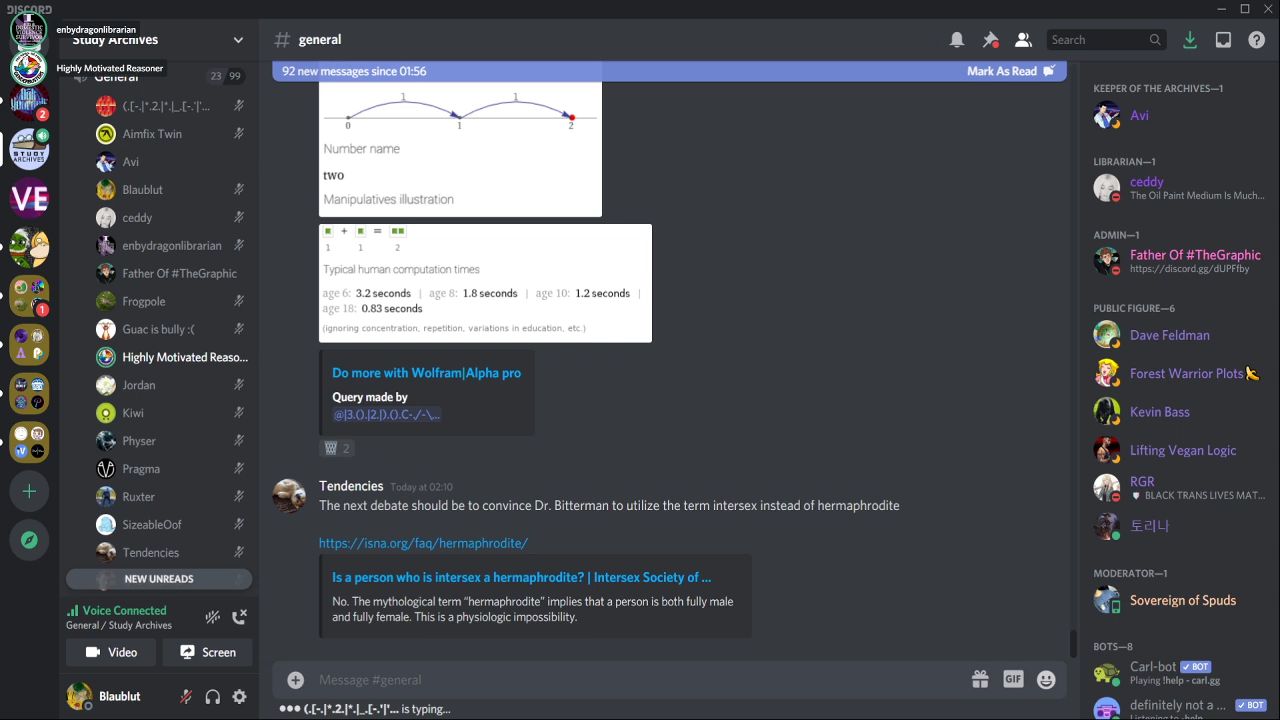 DISCORD
enbydragonlibrarian
Study Archives
# general
Search
Highly Motivated Reasoner
General
23 99
92 new messages since 01:56
Mark As Read
(.[-.|*.2.|*.|_.[-.'|'...
Aimfix Twin
Avi
Blaublut
ceddy
enbydragonlibrarian
Father Of #TheGraphic
Frogpole
Guac is bully :(
Highly Motivated Reaso...
Jordan
Kiwi
Physer
Pragma
Ruxter
SizeableOof
Tendencies
NEW UNREADS
Voice Connected
General / Study Archives
Video
Screen
Blaublut
2
STUDY ARCHIVES
VE
1
1 1
0 1 2
Number name
two
Manipulatives illustration
+ =
1 1 2
Typical human computation times
age 6: 3.2 seconds | age 8: 1.8 seconds | age 10: 1.2 seconds |
age 18: 0.83 seconds
(ignoring concentration, repetition, variations in education, etc.)
Do more with Wolfram|Alpha pro
Query made by
@|3.().|2.|).().C-,/-\,...
2
Tendencies Today at 02:10
The next debate should be to convince Dr. Bitterman to utilize the term intersex instead of hermaphrodite
https://isna.org/faq/hermaphrodite/
Is a person who is intersex a hermaphrodite? | Intersex Society of ...
No. The mythological term “hermaphrodite” implies that a person is both fully male
and fully female. This is a physiologic impossibility.
Message #general
GIF
(.[-.|*.2.|*.|_.[-.'|'... is typing...
KEEPER OF THE ARCHIVES—1
Avi
LIBRARIAN—1
ceddy
The Oil Paint Medium Is Much...
ADMIN—1
Father Of #TheGraphic
https://discord.gg/dUPFfby
PUBLIC FIGURE—6
Dave Feldman
Forest Warrior Plots
Kevin Bass
Lifting Vegan Logic
RGR
BLACK TRANS LIVES MAT...
토리나
MODERATOR—1
Sovereign of Spuds
BOTS—8
Carl-bot BOT
Playing !help - carl.gg
definitely not a ... BOT